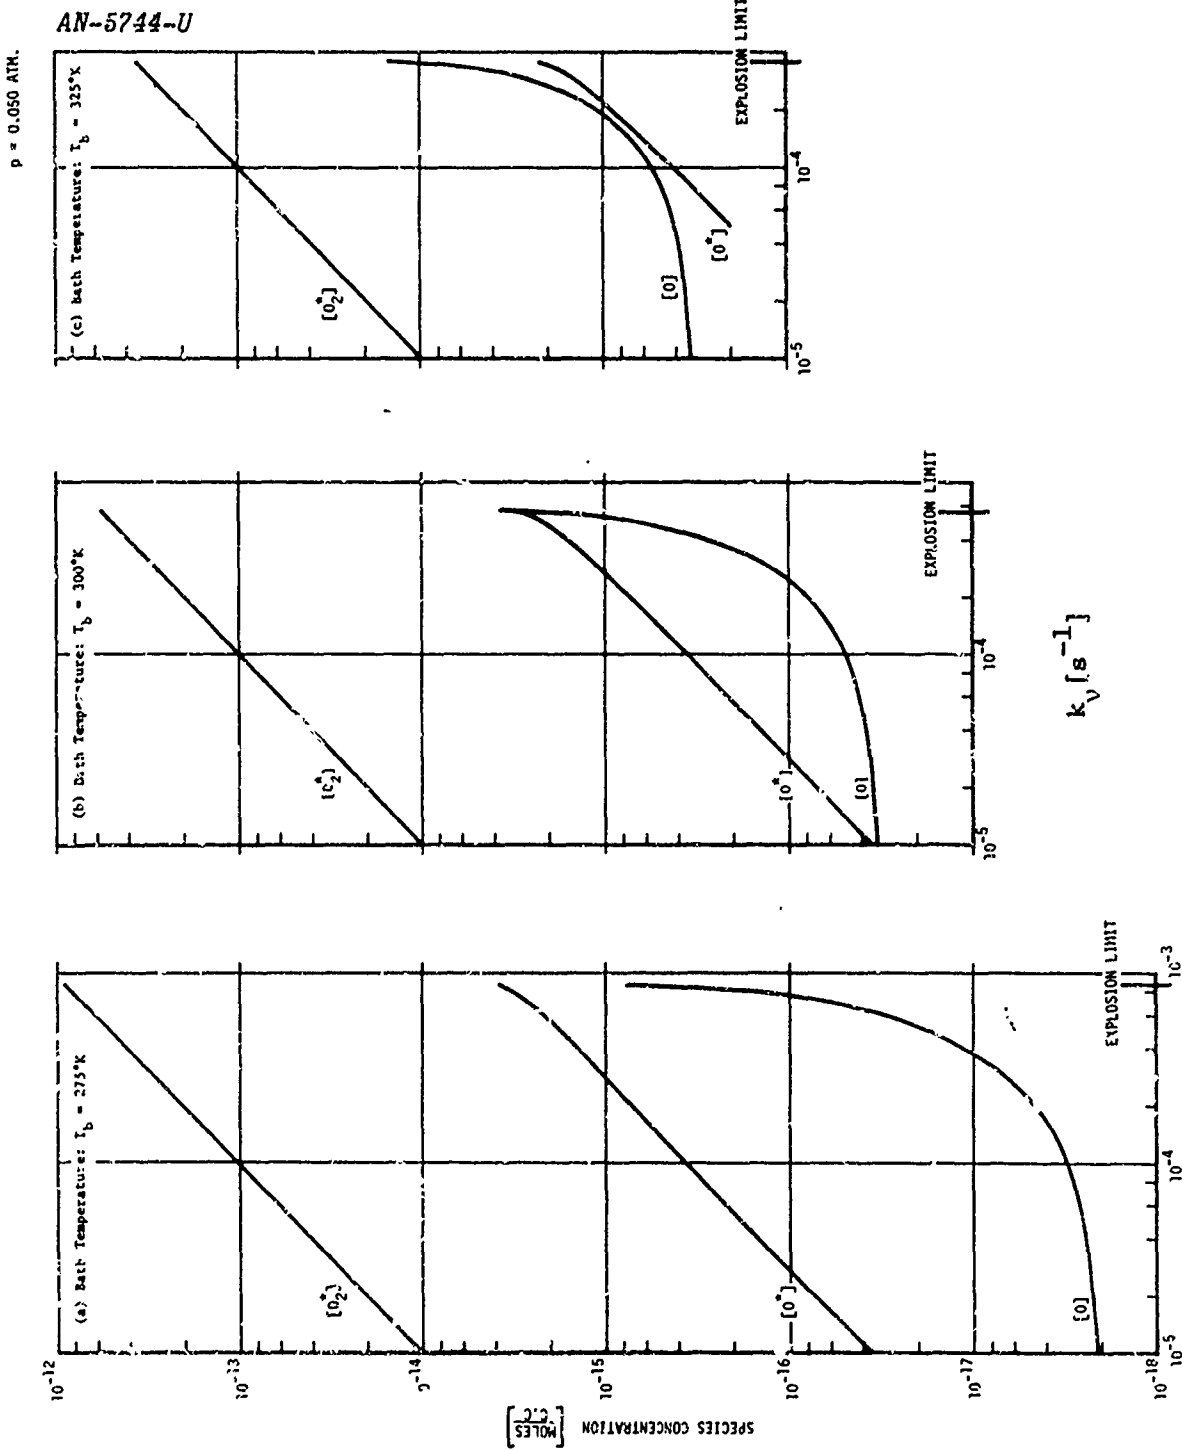 AN-5744-U
p = 0.050 ATM.
(a) Bath Temperature: T_b = 275°K
[O₂*]
[O*]
[O]
EXPLOSION LIMIT
10⁻¹²
10⁻¹³
10⁻¹⁴
10⁻¹⁵
10⁻¹⁶
10⁻¹⁷
10⁻¹⁸
SPECIES CONCENTRATION [MOLES/C.C]
10⁻⁵
10⁻⁴
10⁻³
(b) Bath Temperature: T_b = 300°K
[O₂*]
[O*]
[O]
EXPLOSION LIMIT
10⁻⁵
10⁻⁴
k_ν [s⁻¹]
(c) Bath Temperature: T_b = 325°K
[O₂*]
[O]
[O*]
EXPLOSION LIMIT
10⁻⁵
10⁻⁴